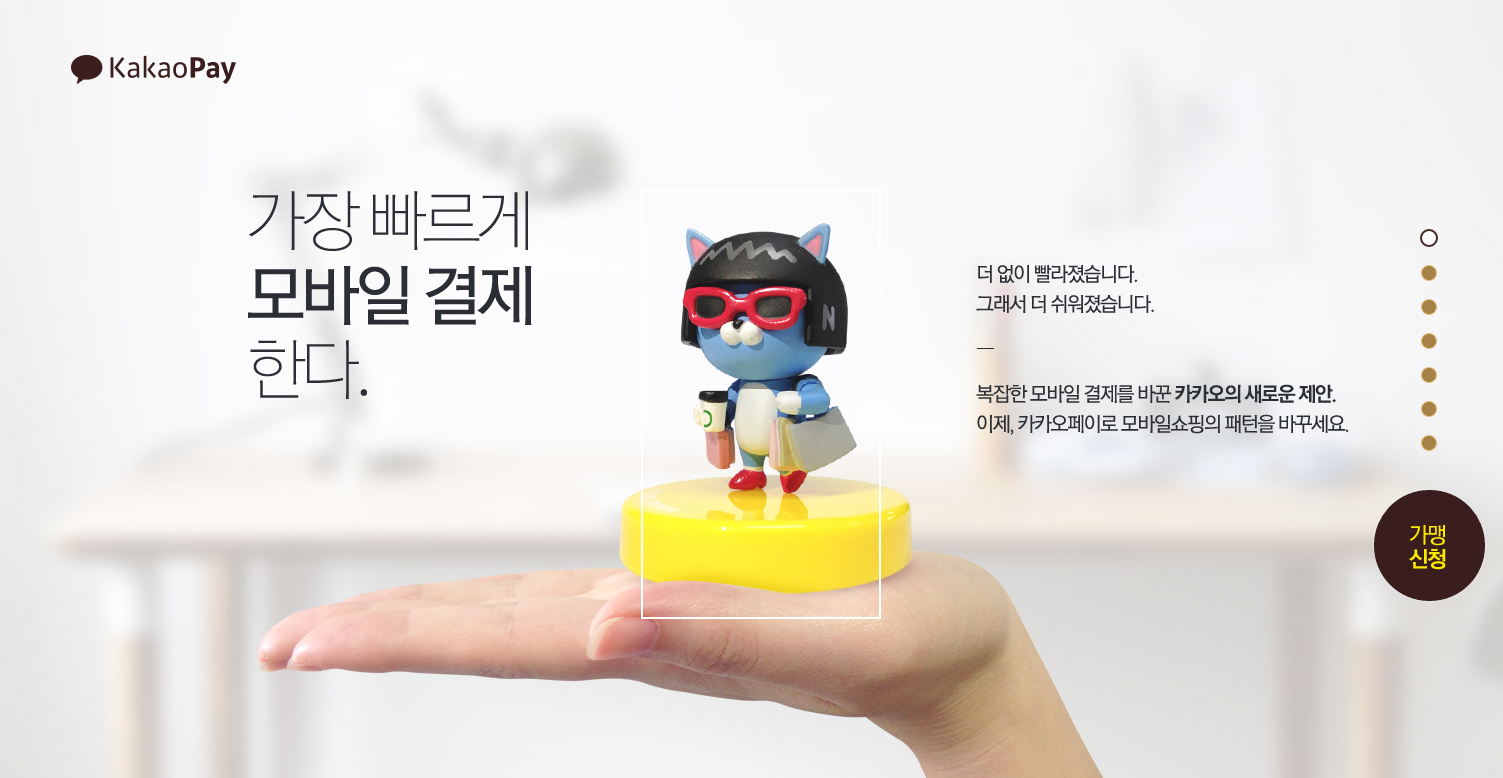 KakaoPay
가장 빠르게
모바일 결제
한다.
N
더 없이 빨라졌습니다.
그래서 더 쉬워졌습니다.
복잡한 모바일 결제를 바꾼 카카오의 새로운 제안.
이제, 카카오페이로 모바일쇼핑의 패턴을 바꾸세요.
가맹
신청